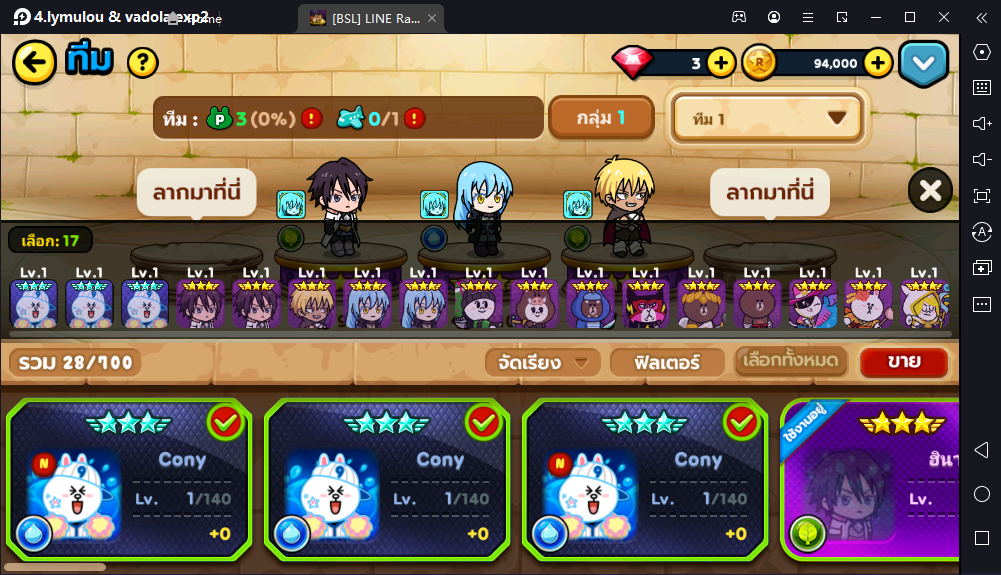 4.lymulou & vadola exp2
Home
[BSL] LINE Ra...
ทีม
?
3
94,000
ทีม : P 3(0%) ! 0/1 !
กลุ่ม 1
ทีม 1
ลากมาที่นี่
ลากมาที่นี่
เลือก: 17
Lv.1 Lv.1 Lv.1 Lv.1 Lv.1 Lv.1 Lv.1 Lv.1 Lv.1 Lv.1 Lv.1 Lv.1 Lv.1 Lv.1 Lv.1 Lv.1 Lv.1
รวม 28/700
จัดเรียง
ฟิลเตอร์
เลือกทั้งหมด
ขาย
N
Cony
Lv. 1/140
+0
Cony
Lv. 1/140
+0
N
Cony
Lv. 1/140
+0
ใช้งานอยู่
ฮินา
Lv.